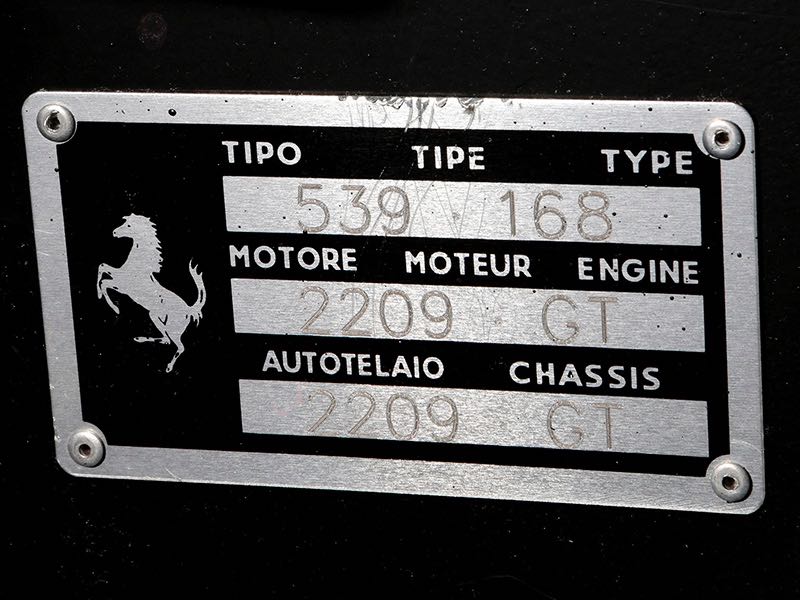 TIPO TIPE TYPE
539 168
MOTORE MOTEUR ENGINE
2209 GT
AUTOTELAIO CHASSIS
2209 GT